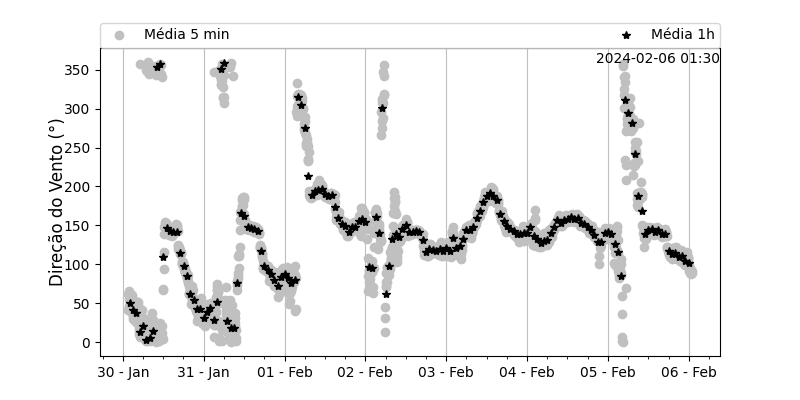 Média 5 min
Média 1h
2024-02-06 01:30
Direção do Vento (°)
350
300
250
200
150
100
50
0
30 - Jan
31 - Jan
01 - Feb
02 - Feb
03 - Feb
04 - Feb
05 - Feb
06 - Feb